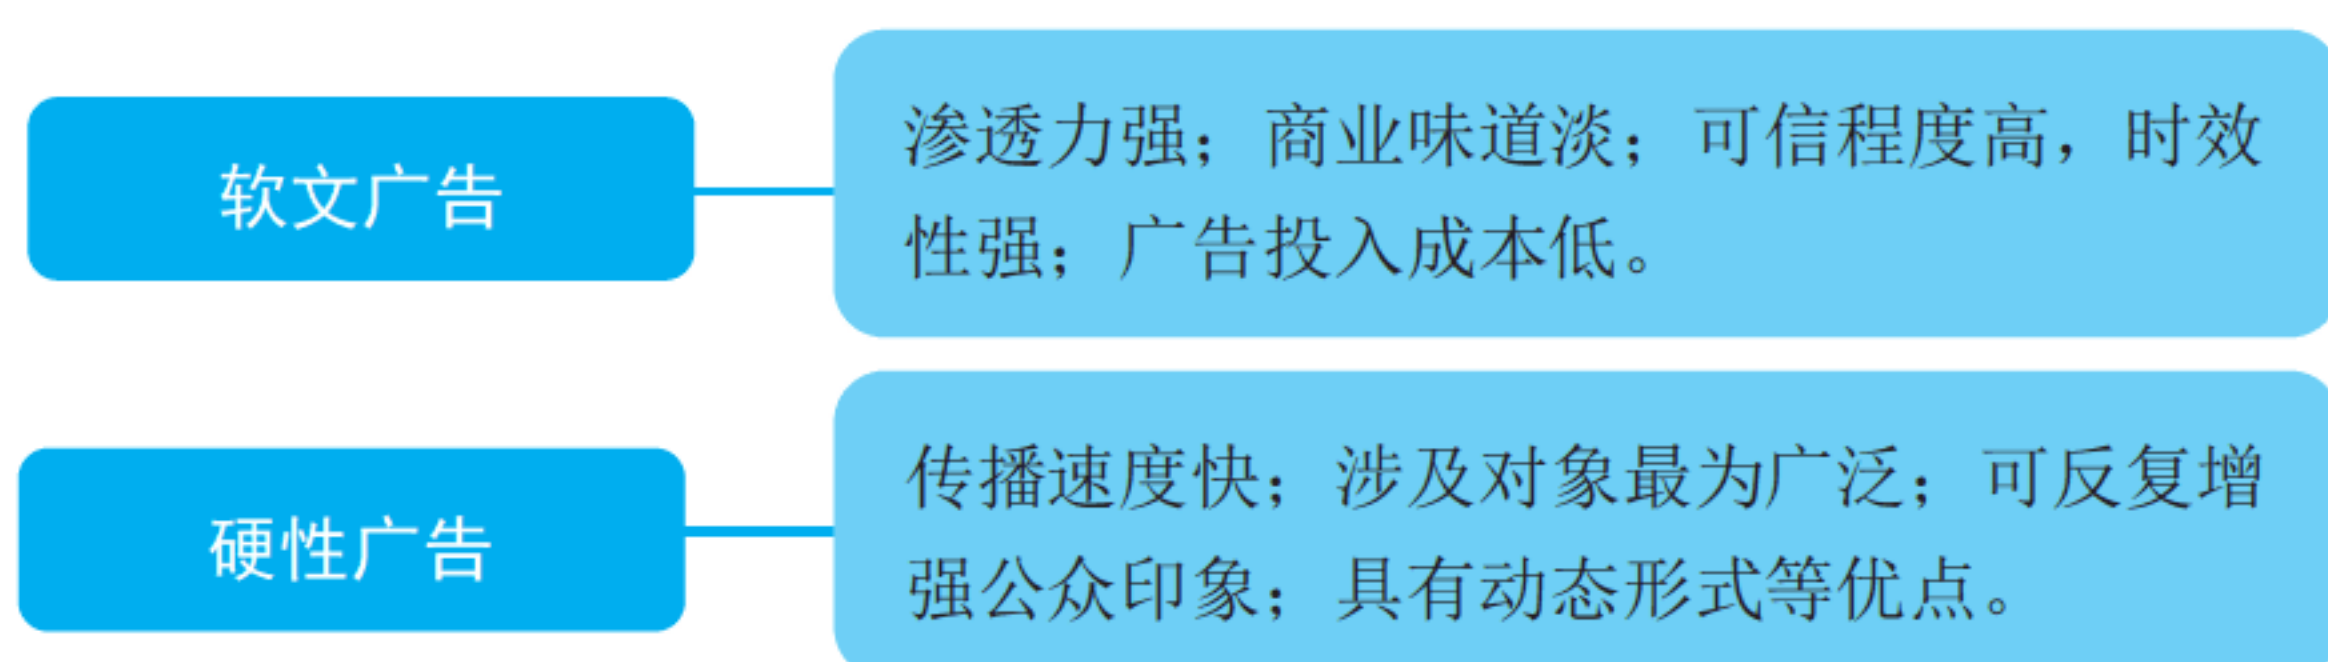 软文广告
渗透力强；商业味道淡；可信程度高，时效
性强；广告投入成本低。
硬性广告
传播速度快；涉及对象最为广泛；可反复增
强公众印象；具有动态形式等优点。